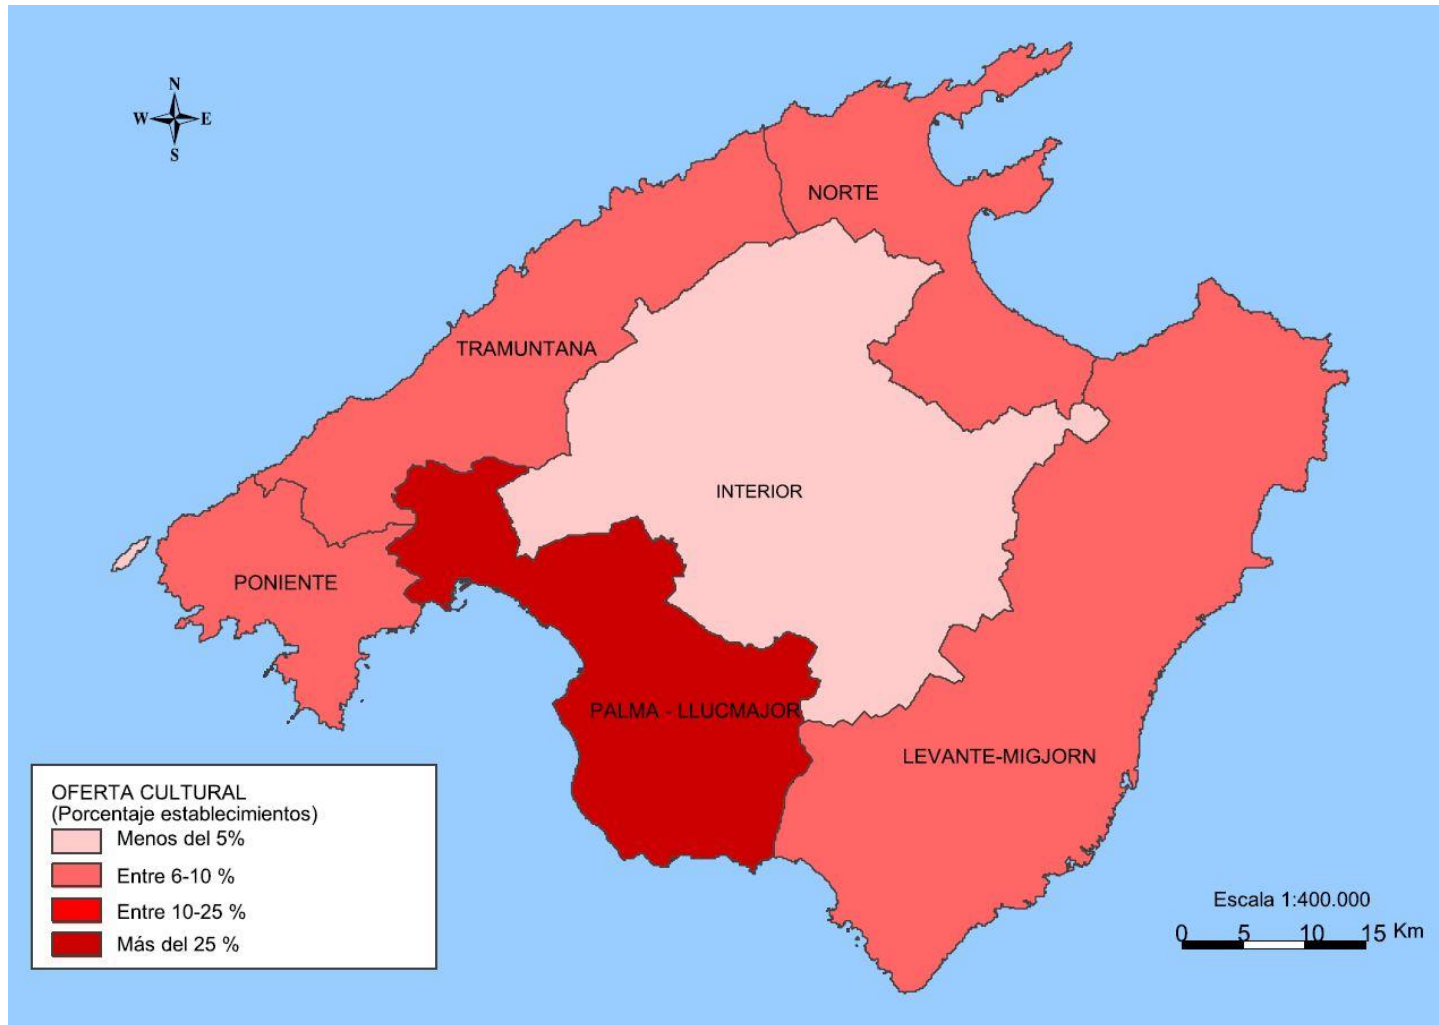 N
W E
S
NORTE
TRAMUNTANA
INTERIOR
PONIENTE
PALMA - LLUCMAJOR
LEVANTE-MIGJORN
OFERTA CULTURAL
(Porcentaje establecimientos)
Menos del 5%
Entre 6-10 %
Entre 10-25 %
Más del 25 %
Escala 1:400.000
0 5 10 15 Km